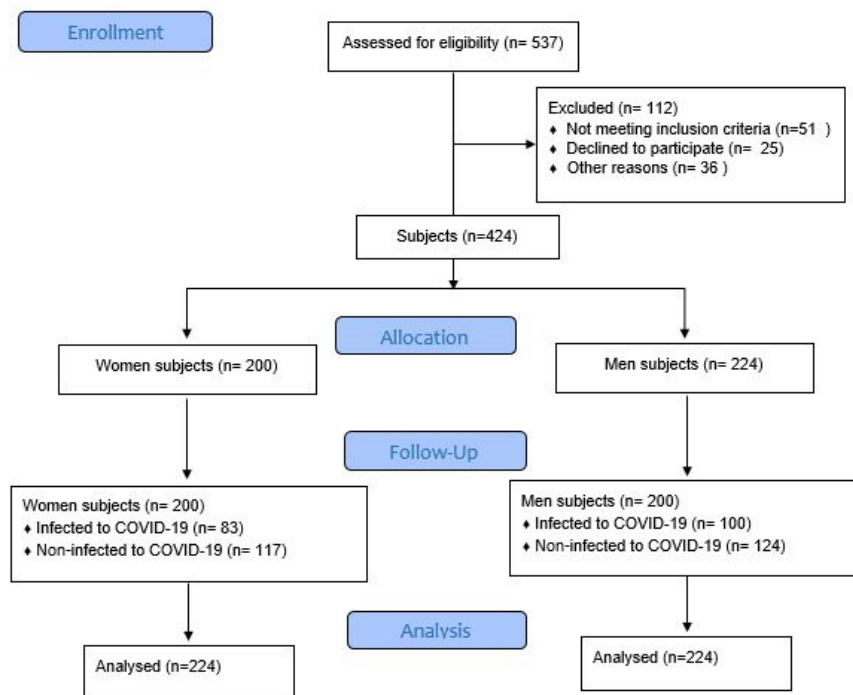 Enrollment
Assessed for eligibility (n= 537)
Excluded (n= 112)
♦ Not meeting inclusion criteria (n=51 )
♦ Declined to participate (n= 25)
♦ Other reasons (n= 36 )
Subjects (n=424)
Allocation
Women subjects (n= 200)
Men subjects (n= 224)
Follow-Up
Women subjects (n= 200)
♦ Infected to COVID-19 (n= 83)
♦ Non-infected to COVID-19 (n= 117)
Men subjects (n= 200)
♦ Infected to COVID-19 (n= 100)
♦ Non-infected to COVID-19 (n= 124)
Analysis
Analysed (n=224)
Analysed (n=224)